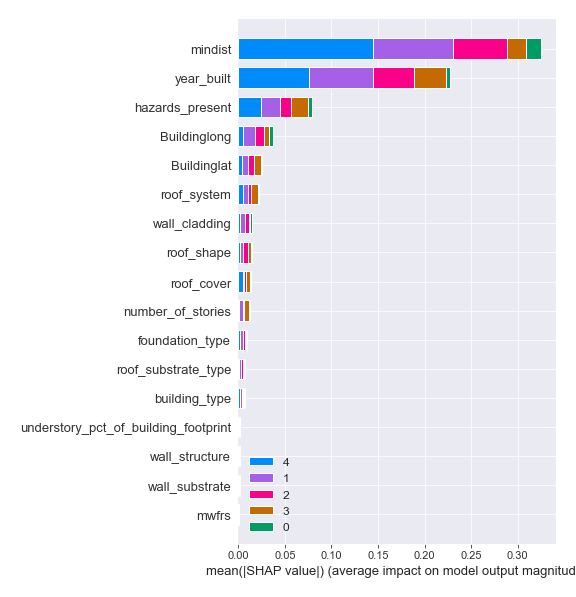 mindist
year_built
hazards_present
Buildinglong
Buildinglat
roof_system
wall_cladding
roof_shape
roof_cover
number_of_stories
foundation_type
roof_substrate_type
building_type
understory_pct_of_building_footprint
wall_structure
wall_substrate
mwfrs
4
1
2
3
0
0.00 0.05 0.10 0.15 0.20 0.25 0.30
mean(|SHAP value|) (average impact on model output magnitud